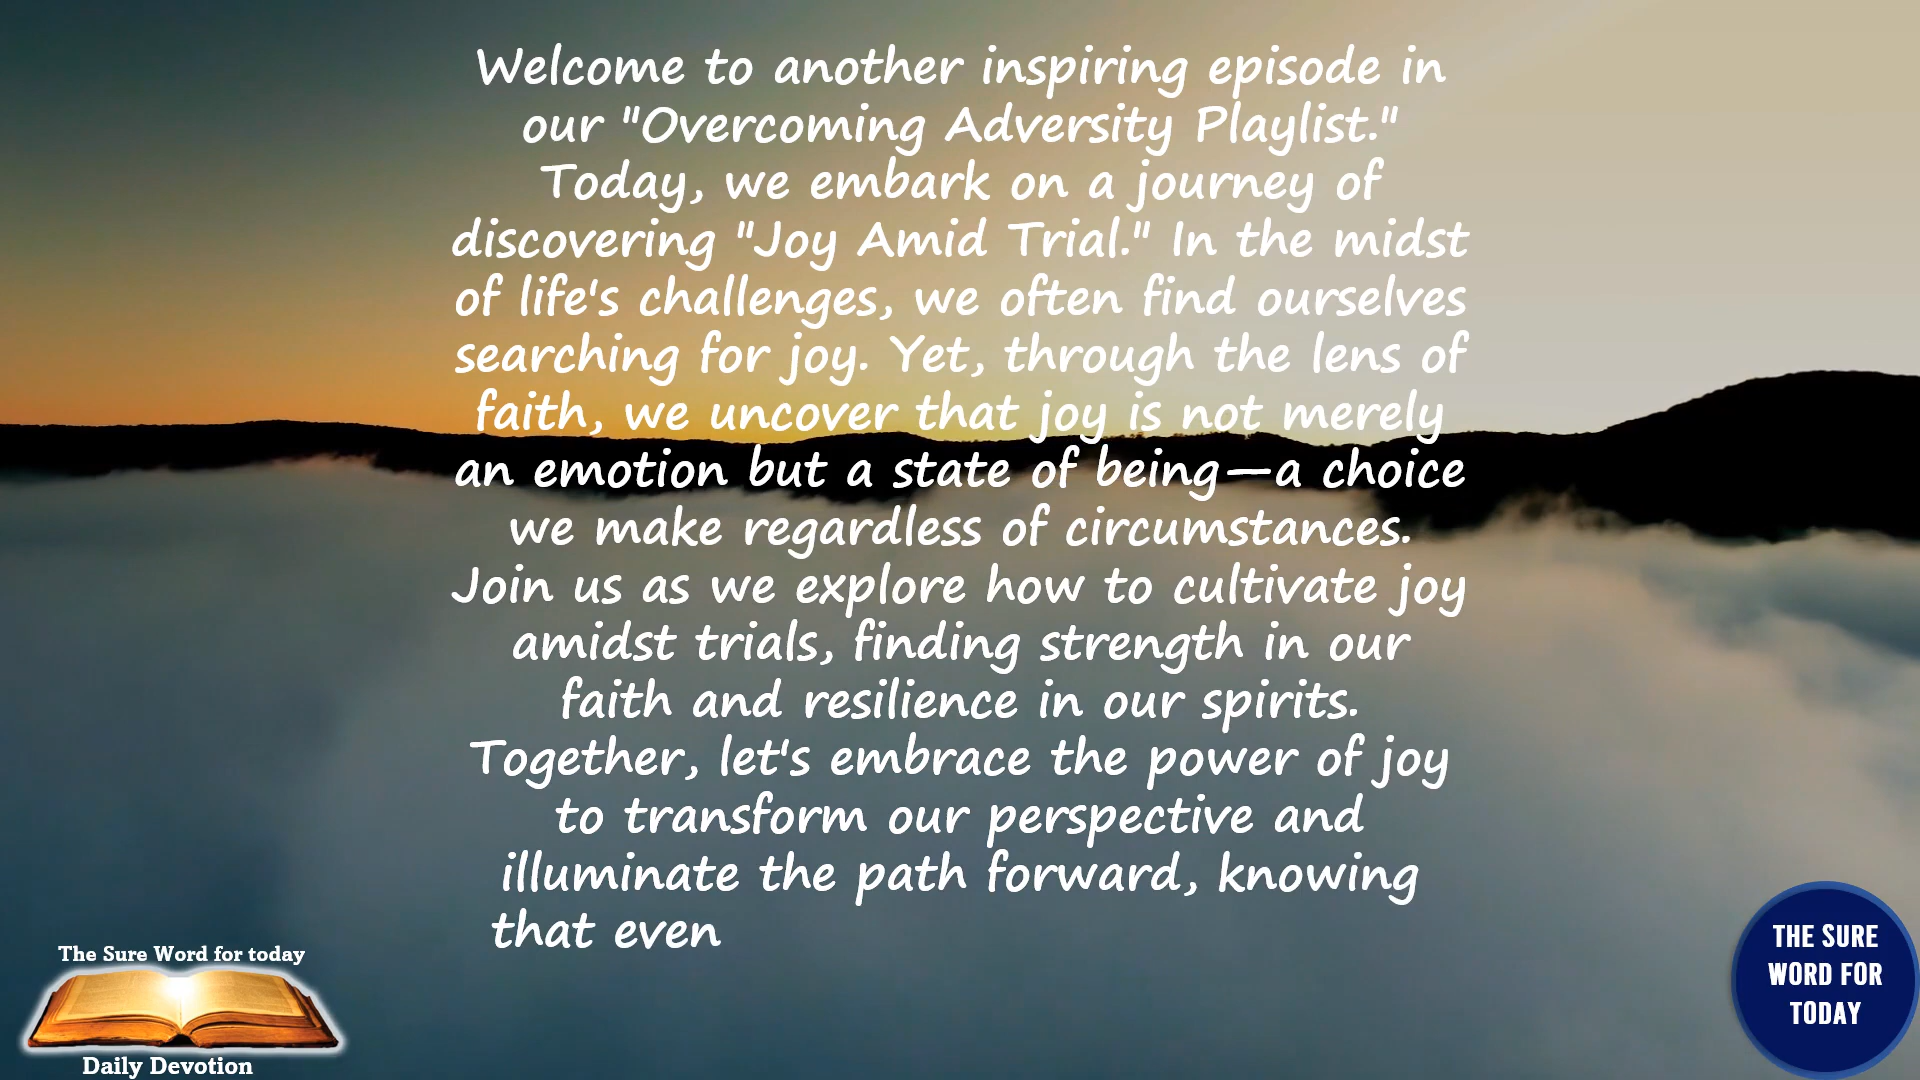 Welcome to another inspiring episode in
our "Overcoming Adversity Playlist."
Today, we embark on a journey of
discovering "Joy Amid Trial." In the midst
of life's challenges, we often find ourselves
searching for joy. Yet, through the lens of
faith, we uncover that joy is not merely
an emotion but a state of being—a choice
we make regardless of circumstances.
Join us as we explore how to cultivate joy
amidst trials, finding strength in our
faith and resilience in our spirits.
Together, let's embrace the power of joy
to transform our perspective and
illuminate the path forward, knowing
that even
The Sure Word for today
Daily Devotion
THE SURE
WORD FOR
TODAY